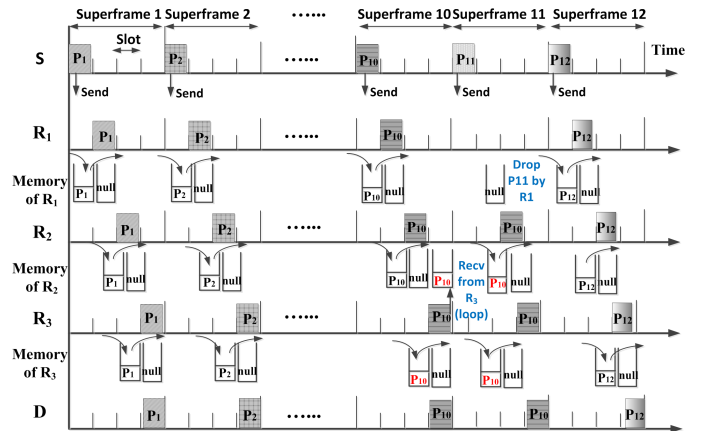 Superframe 1 Superframe 2 ...... Superframe 10 Superframe 11 Superframe 12
Slot
S P1 P2 ...... P10 P11 P12 Time
Send Send Send Send Send
R1 P1 P2 ...... P10 P12
Memory of R1 P1 null P2 null P10 null null Drop P11 by R1 P12 null
R2 P1 P2 ...... P10 P10 P12
Memory of R2 P1 null P2 null P10 null P10 Recv from R3 (loop) P10 null P12 null
R3 P1 P2 ...... P10 P10 P12
Memory of R3 P1 null P2 null P10 null P10 null P12 null
D P1 P2 ...... P10 P10 P12